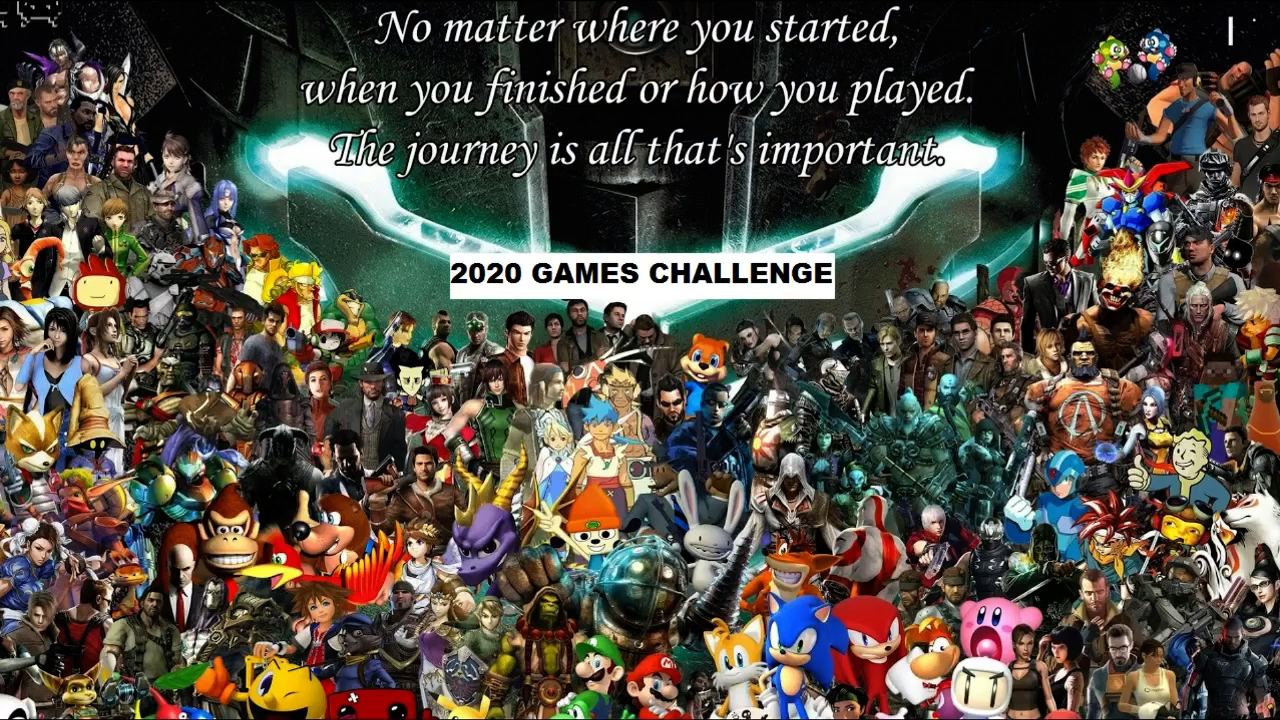 No matter where you started,
when you finished or how you played.
The journey is all that's important.
2020 GAMES CHALLENGE